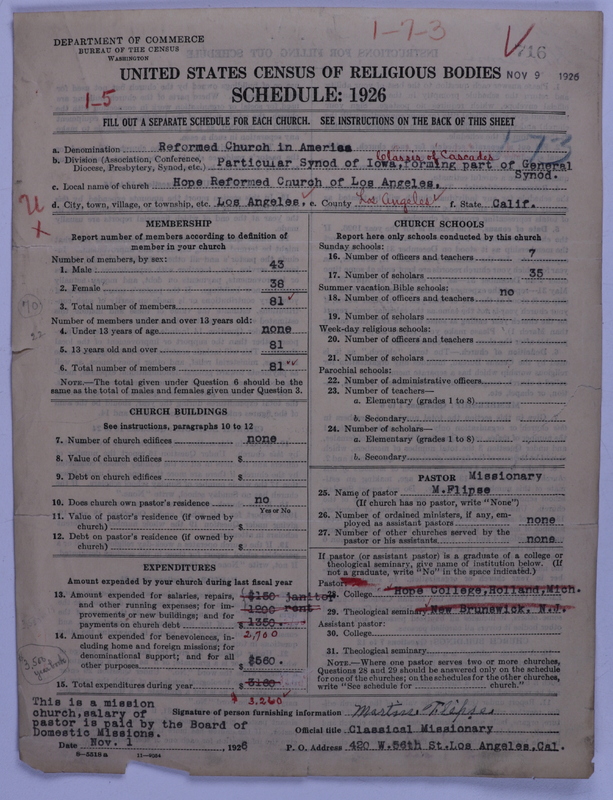 1-7-3
DEPARTMENT OF COMMERCE
BUREAU OF THE CENSUS
WASHINGTON
716
UNITED STATES CENSUS OF RELIGIOUS BODIES NOV 9 1926
SCHEDULE: 1926
1-5
FILL OUT A SEPARATE SCHEDULE FOR EACH CHURCH. SEE INSTRUCTIONS ON THE BACK OF THIS SHEET
1-7-3
a. Denomination Reformed Church in America
Classis of Cascades
b. Division (Association, Conference, Diocese, Presbytery, Synod, etc.) Particular Synod of Iowa, forming part of General Synod.
c. Local name of church Hope Reformed Church of Los Angeles.
d. City, town, village, or township, etc. Los Angeles. e. County Los Angeles f. State Calif.
MEMBERSHIP
Report number of members according to definition of
member in your church
Number of members, by sex:
1. Male 43
2. Female 38
3. Total number of members 81
(70)
Number of members under and over 13 years old:
4. Under 13 years of age none
5. 13 years old and over 81
6. Total number of members 81
NOTE.—The total given under Question 6 should be the
same as the total of males and females given under Question 3.
CHURCH BUILDINGS
See instructions, paragraphs 10 to 12
7. Number of church edifices none
8. Value of church edifices $
9. Debt on church edifices $
10. Does church own pastor's residence no
Yes or No
11. Value of pastor's residence (if owned by
church) $
12. Debt on pastor's residence (if owned by
church) $
EXPENDITURES
Amount expended by your church during last fiscal year
13. Amount expended for salaries, repairs, $150 janitor
and other running expenses; for im- 1200 rent
provements or new buildings; and for
payments on church debt $1350.
2,700
14. Amount expended for benevolences, in-
cluding home and foreign missions; for
denominational support; and for all
other purposes $560.
15. Total expenditures during year $3160
$ 3,260
CHURCH SCHOOLS
Report here only schools conducted by this church
Sunday schools:
16. Number of officers and teachers 7
17. Number of scholars 35
Summer vacation Bible schools: no
18. Number of officers and teachers
19. Number of scholars
Week-day religious schools:
20. Number of officers and teachers
21. Number of scholars
Parochial schools:
22. Number of administrative officers
23. Number of teachers—
a. Elementary (grades 1 to 8)
b. Secondary
24. Number of scholars—
a. Elementary (grades 1 to 8)
b. Secondary
PASTOR Missionary
25. Name of pastor M.Flipse
(If church has no pastor, write "None")
26. Number of ordained ministers, if any, em-
ployed as assistant pastors none
27. Number of other churches served by the
pastor or his assistants none
If pastor (or assistant pastor) is a graduate of a college or
theological seminary, give name of institution below. (If
not a graduate, write "No" in the space indicated.)
Pastor:
28. College Hope College, Holland, Mich.
29. Theological seminary New Brunswick, N.J.
Assistant pastor:
30. College
31. Theological seminary
NOTE.—Where one pastor serves two or more churches,
Questions 28 and 29 should be answered only on the schedule
for one of the churches; on the schedules for the other churches,
write "See schedule for church."
This is a mission
church, salary of
pastor is paid by the Board of
Domestic Missions.
Signature of person furnishing information Martin Flipse
Official title Classical Missionary
Date Nov. 1, 1926
P. O. Address 420 W.56th St. Los Angeles, Cal.
8-5316a 11-9234